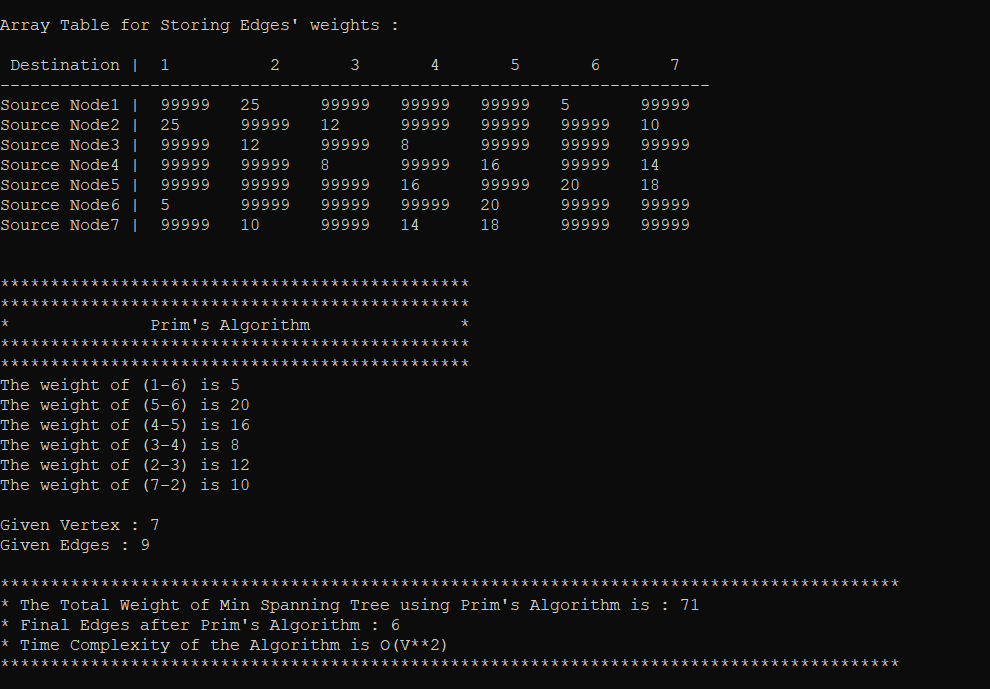 Array Table for Storing Edges' weights :
Destination | 1 2 3 4 5 6 7
-----------------------------------------------------------------------
Source Node1 | 99999 25 99999 99999 99999 5 99999
Source Node2 | 25 99999 12 99999 99999 99999 10
Source Node3 | 99999 12 99999 8 99999 99999 99999
Source Node4 | 99999 99999 8 99999 16 99999 14
Source Node5 | 99999 99999 99999 16 99999 20 18
Source Node6 | 5 99999 99999 99999 20 99999 99999
Source Node7 | 99999 10 99999 14 18 99999 99999
***********************************************
***********************************************
* Prim's Algorithm *
***********************************************
***********************************************
The weight of (1-6) is 5
The weight of (5-6) is 20
The weight of (4-5) is 16
The weight of (3-4) is 8
The weight of (2-3) is 12
The weight of (7-2) is 10
Given Vertex : 7
Given Edges : 9
******************************************************************************************
* The Total Weight of Min Spanning Tree using Prim's Algorithm is : 71
* Final Edges after Prim's Algorithm : 6
* Time Complexity of the Algorithm is O(V**2)
******************************************************************************************